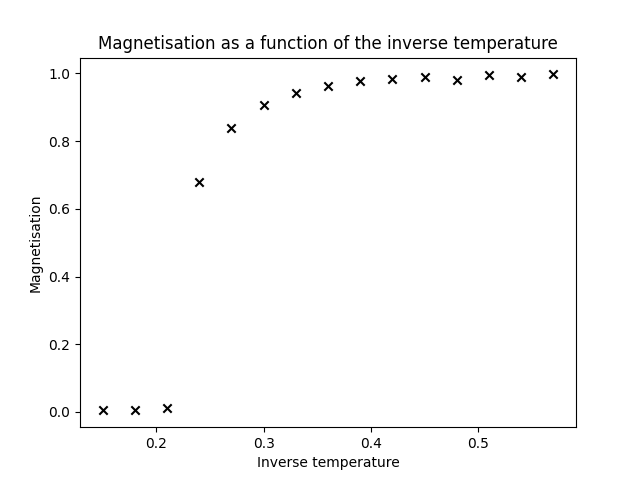 Magnetisation as a function of the inverse temperature
1.0
0.8
0.6
0.4
0.2
0.0
Magnetisation
0.2 0.3 0.4 0.5
Inverse temperature